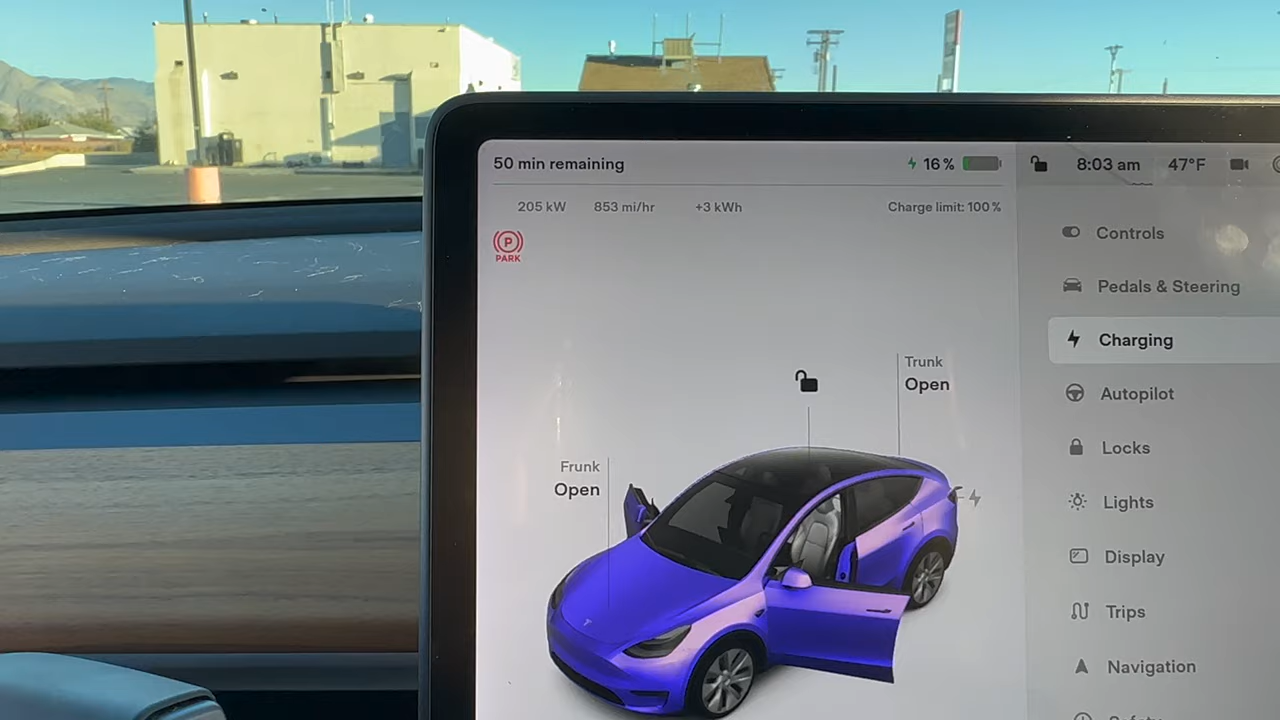 50 min remaining
16 %
8:03 am
47°F
205 kW
853 mi/hr
+3 kWh
Charge limit: 100 %
P
PARK
Controls
Pedals & Steering
Charging
Autopilot
Locks
Lights
Display
Trips
Navigation
Trunk
Open
Frunk
Open